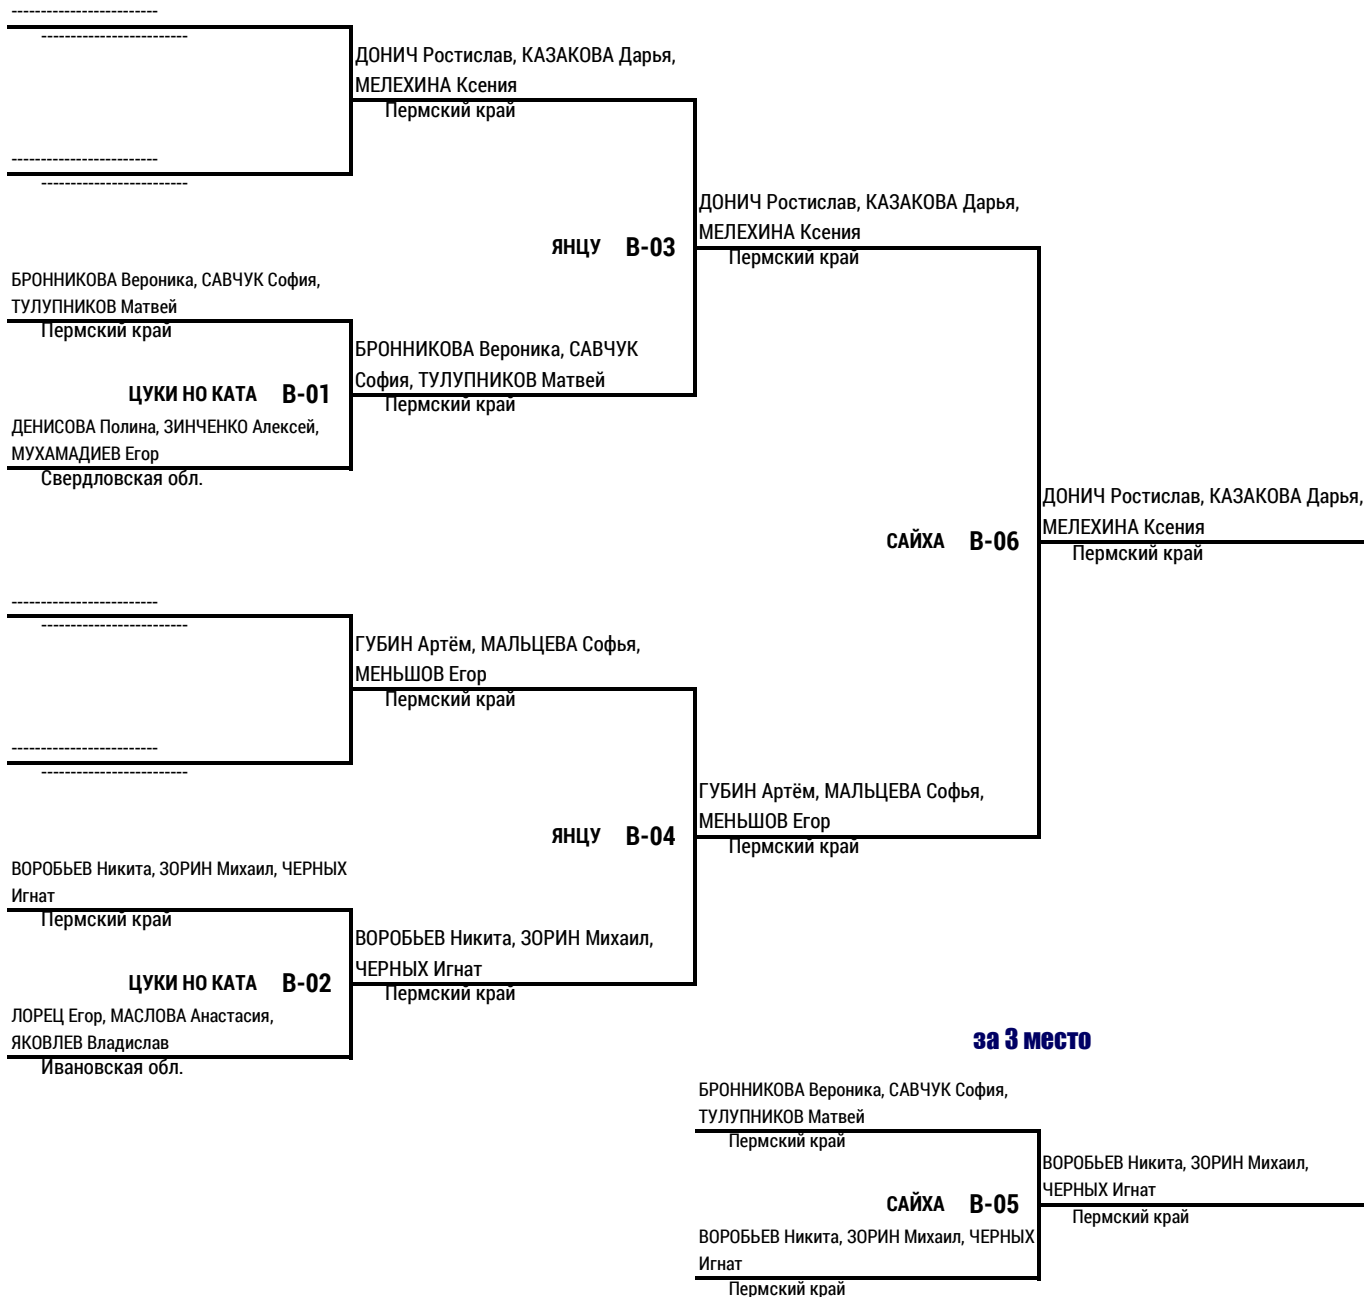 -------------------------
-------------------------
ДОНИЧ Ростислав, КАЗАКОВА Дарья,
МЕЛЕХИНА Ксения
Пермский край
-------------------------
-------------------------
ДОНИЧ Ростислав, КАЗАКОВА Дарья,
МЕЛЕХИНА Ксения
Пермский край
ЯНЦУ B-03
БРОННИКОВА Вероника, САВЧУК София,
ТУЛУПНИКОВ Матвей
Пермский край
БРОННИКОВА Вероника, САВЧУК
София, ТУЛУПНИКОВ Матвей
Пермский край
ЦУКИ НО КАТА B-01
ДЕНИСОВА Полина, ЗИНЧЕНКО Алексей,
МУХАМАДИЕВ Егор
Свердловская обл.
ДОНИЧ Ростислав, КАЗАКОВА Дарья,
МЕЛЕХИНА Ксения
Пермский край
САЙХА B-06
-------------------------
-------------------------
ГУБИН Артём, МАЛЬЦЕВА Софья,
МЕНЬШОВ Егор
Пермский край
-------------------------
-------------------------
ГУБИН Артём, МАЛЬЦЕВА Софья,
МЕНЬШОВ Егор
Пермский край
ЯНЦУ B-04
ВОРОБЬЕВ Никита, ЗОРИН Михаил, ЧЕРНЫХ
Игнат
Пермский край
ВОРОБЬЕВ Никита, ЗОРИН Михаил,
ЧЕРНЫХ Игнат
Пермский край
ЦУКИ НО КАТА B-02
ЛОРЕЦ Егор, МАСЛОВА Анастасия,
ЯКОВЛЕВ Владислав
Ивановская обл.
за 3 место
БРОННИКОВА Вероника, САВЧУК София,
ТУЛУПНИКОВ Матвей
Пермский край
ВОРОБЬЕВ Никита, ЗОРИН Михаил,
ЧЕРНЫХ Игнат
Пермский край
САЙХА B-05
ВОРОБЬЕВ Никита, ЗОРИН Михаил, ЧЕРНЫХ
Игнат
Пермский край